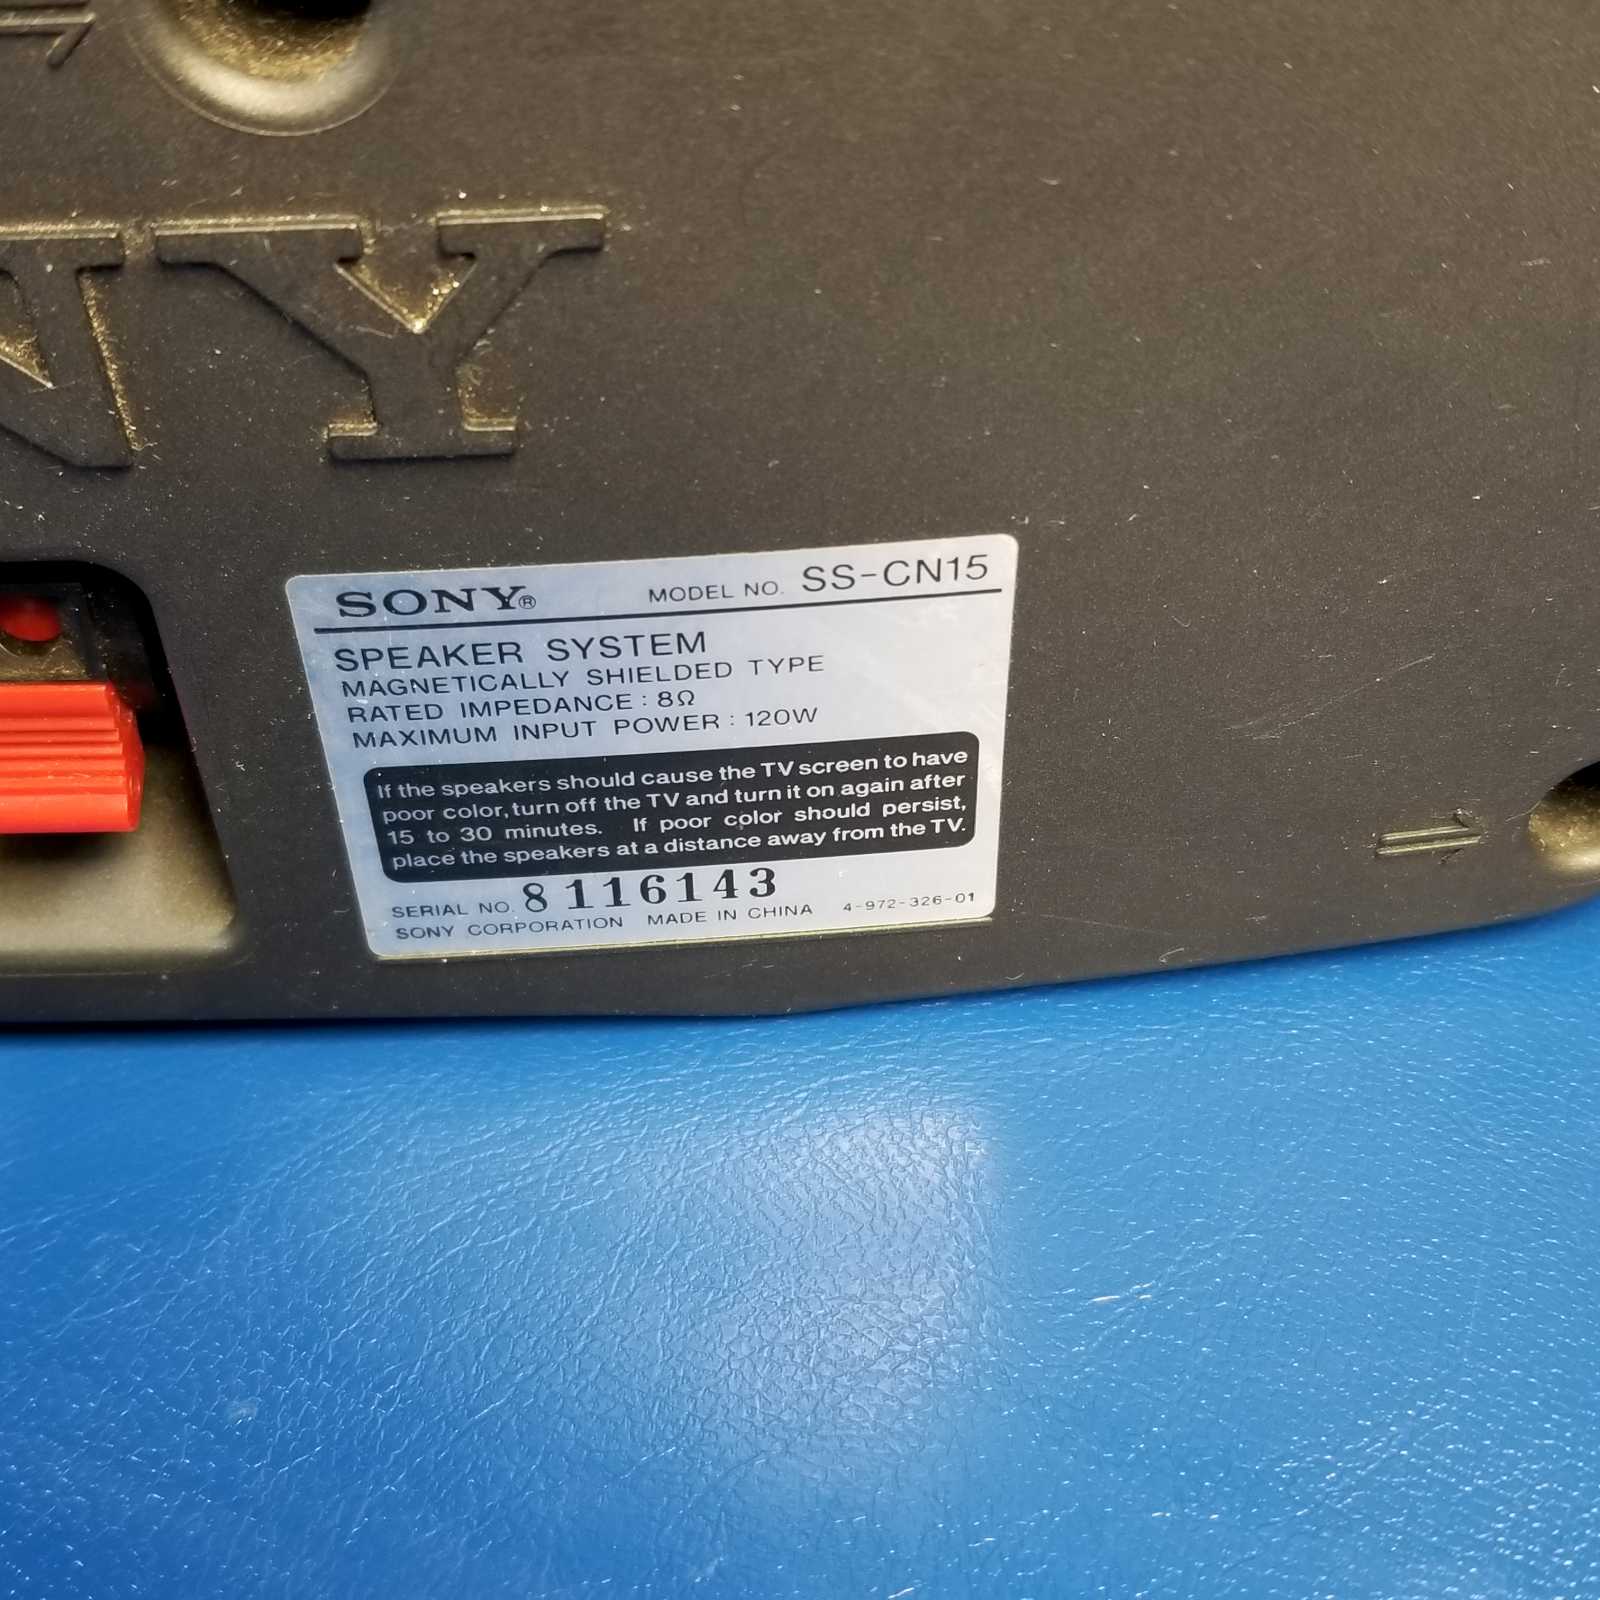 NY
SONY®
MODEL NO. SS-CN15
SPEAKER SYSTEM
MAGNETICALLY SHIELDED TYPE
RATED IMPEDANCE : 8Ω
MAXIMUM INPUT POWER : 120W
If the speakers should cause the TV screen to have
poor color, turn off the TV and turn it on again after
15 to 30 minutes. If poor color should persist,
place the speakers at a distance away from the TV.
SERIAL NO. 8116143
SONY CORPORATION MADE IN CHINA 4-972-326-01